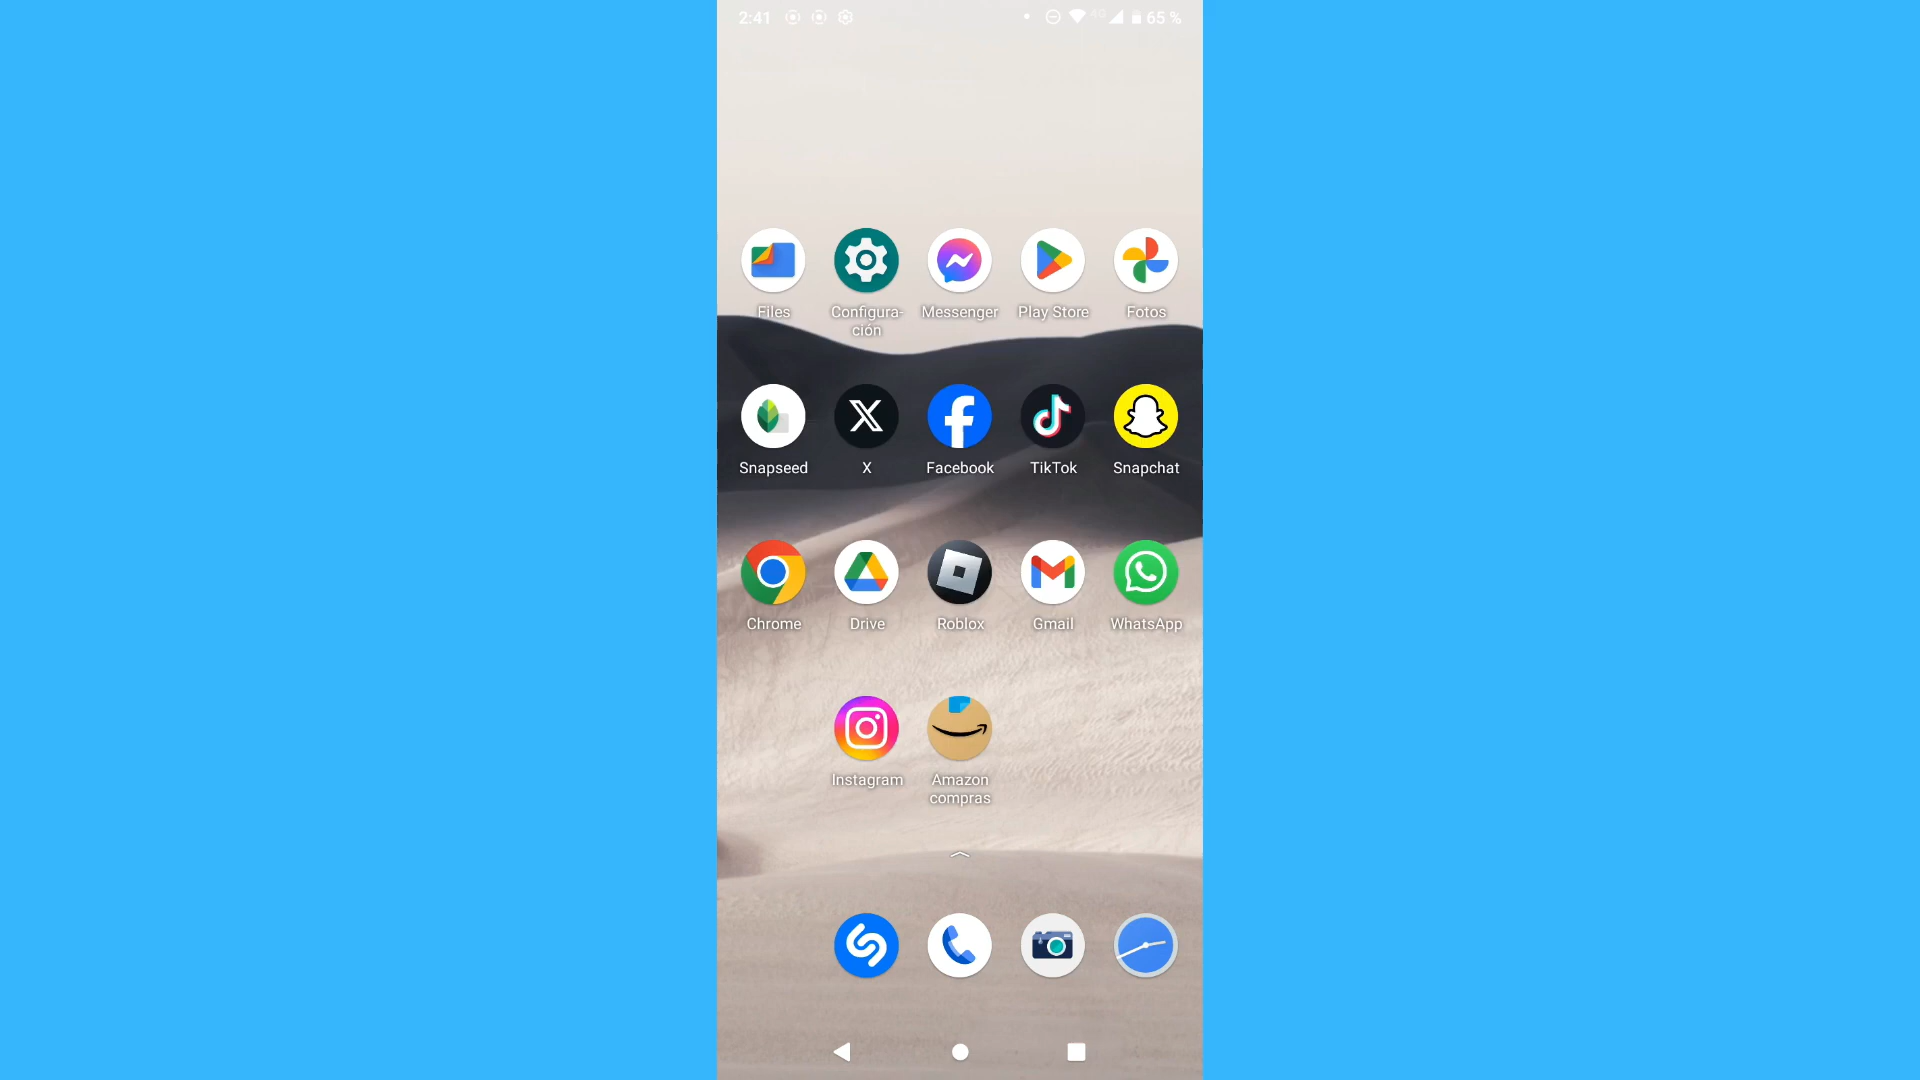 2:41 4G 65 %
Files Configura- Messenger Play Store Fotos
ción
Snapseed X Facebook TikTok Snapchat
Chrome Drive Roblox Gmail WhatsApp
Instagram Amazon
compras